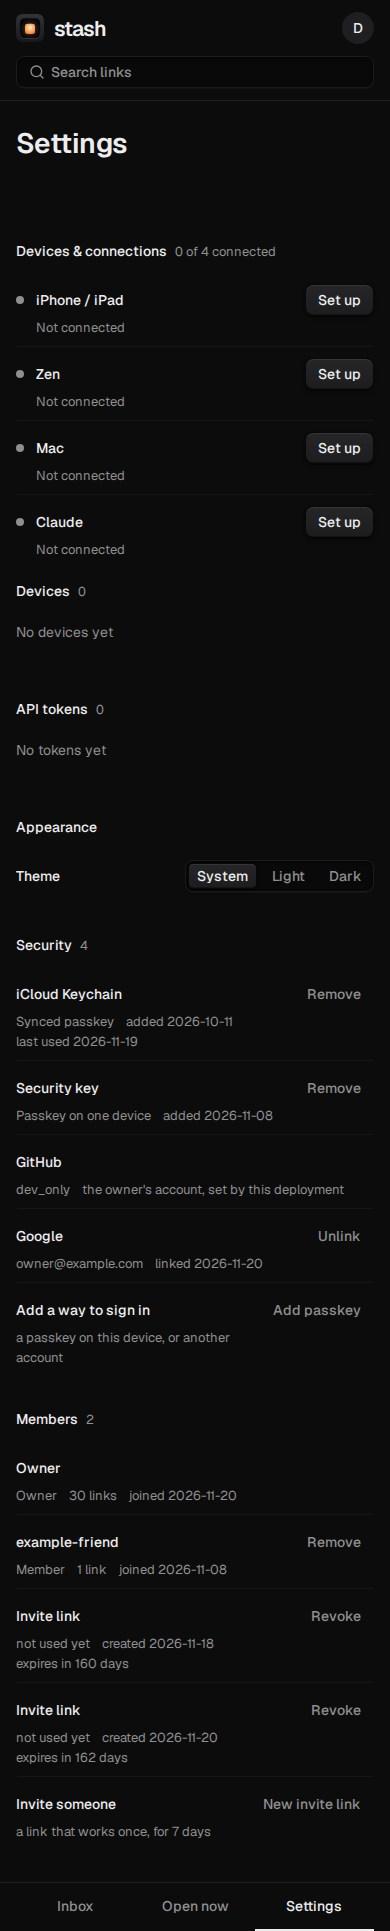 stash
D
Search links
Settings
Devices & connections 0 of 4 connected
iPhone / iPad
Set up
Not connected
Zen
Set up
Not connected
Mac
Set up
Not connected
Claude
Set up
Not connected
Devices 0
No devices yet
API tokens 0
No tokens yet
Appearance
Theme
System Light Dark
Security 4
iCloud Keychain
Remove
Synced passkey added 2026-10-11
last used 2026-11-19
Security key
Remove
Passkey on one device added 2026-11-08
GitHub
dev_only the owner's account, set by this deployment
Google
Unlink
owner@example.com linked 2026-11-20
Add a way to sign in
Add passkey
a passkey on this device, or another
account
Members 2
Owner
Owner 30 links joined 2026-11-20
example-friend
Remove
Member 1 link joined 2026-11-08
Invite link
Revoke
not used yet created 2026-11-18
expires in 160 days
Invite link
Revoke
not used yet created 2026-11-20
expires in 162 days
Invite someone
New invite link
a link that works once, for 7 days
Inbox Open now Settings